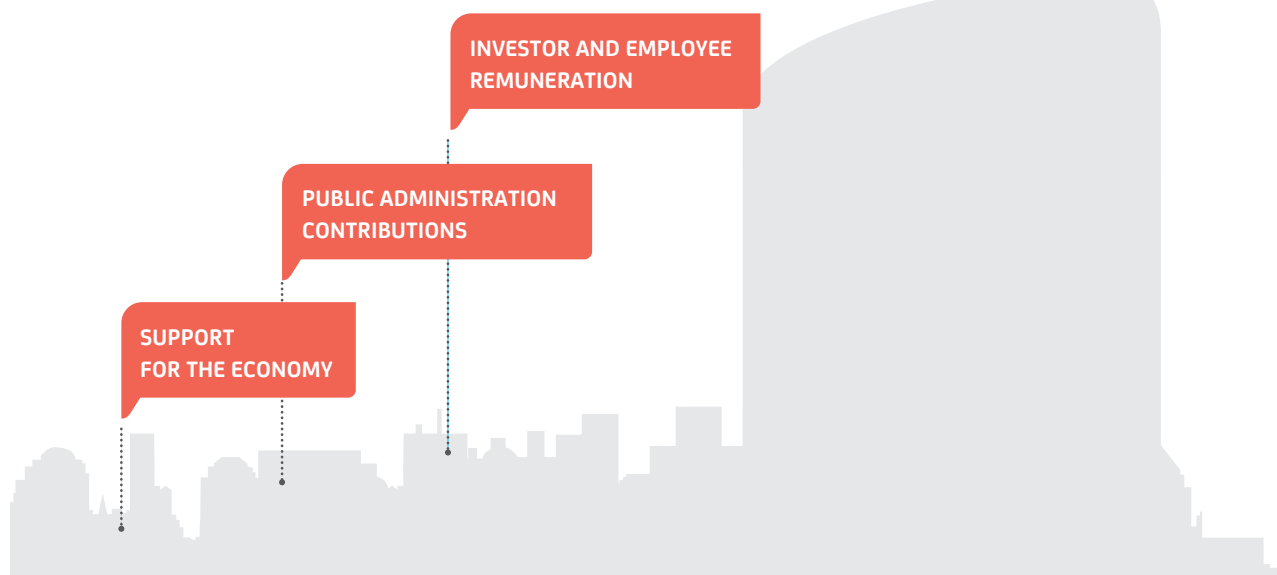 INVESTOR AND EMPLOYEE
REMUNERATION
PUBLIC ADMINISTRATION
CONTRIBUTIONS
SUPPORT
FOR THE ECONOMY